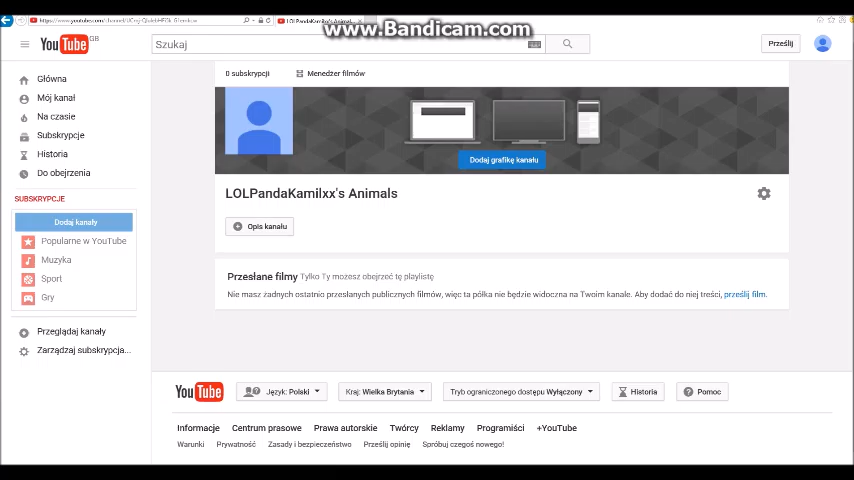 www.Bandicam.com
LOLPandaKamilxx's Animals
YouTube GB
Szukaj
Prześlij
Główna
Mój kanał
Na czasie
Subskrypcje
Historia
Do obejrzenia
SUBSKRYPCJE
Dodaj kanały
Popularne w YouTube
Muzyka
Sport
Gry
Przeglądaj kanały
Zarządzaj subskrypcja...
0 subskrypcji Menedżer filmów
Dodaj grafikę kanału
LOLPandaKamilxx's Animals
Opis kanału
Przesłane filmy Tylko Ty możesz obejrzeć tę playlistę
Nie masz żadnych ostatnio przesłanych publicznych filmów, więc ta półka nie będzie widoczna na Twoim kanale. Aby dodać do niej treści, prześlij film.
YouTube Język: Polski Kraj: Wielka Brytania Tryb ograniczonego dostępu Wyłączony Historia Pomoc
Informacje Centrum prasowe Prawa autorskie Twórcy Reklamy Programiści +YouTube
Warunki Prywatność Zasady i bezpieczeństwo Prześlij opinię Spróbuj czegoś nowego!